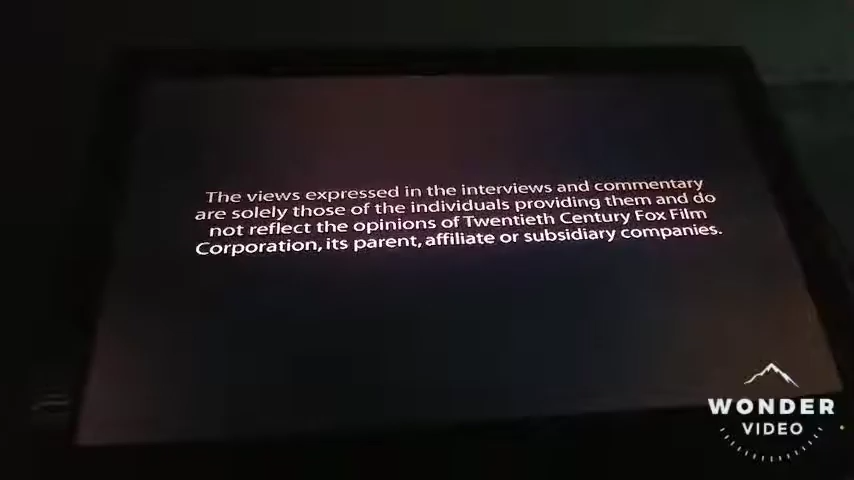 The views expressed in the interviews and commentary
are solely those of the individuals providing them and do
not reflect the opinions of Twentieth Century Fox Film
Corporation, its parent, affiliate or subsidiary companies.
WONDER
VIDEO